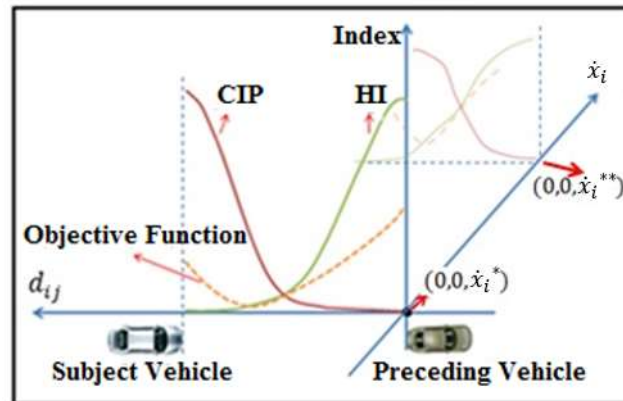 Index
ẋᵢ
CIP
HI
(0,0,ẋᵢ**)
Objective Function
(0,0,ẋᵢ*)
dᵢⱼ
Subject Vehicle
Preceding Vehicle